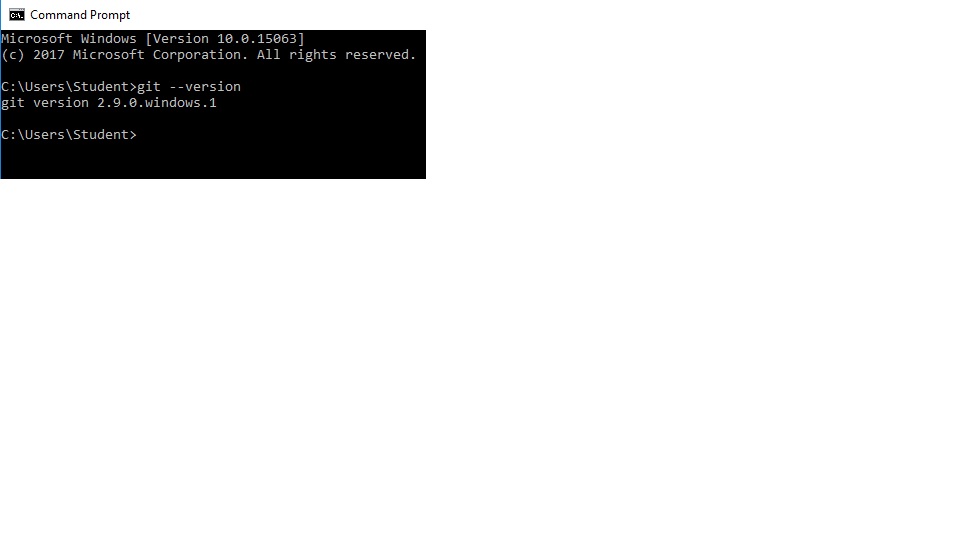 Command Prompt
Microsoft Windows [Version 10.0.15063]
(c) 2017 Microsoft Corporation. All rights reserved.
C:\Users\Student>git --version
git version 2.9.0.windows.1
C:\Users\Student>